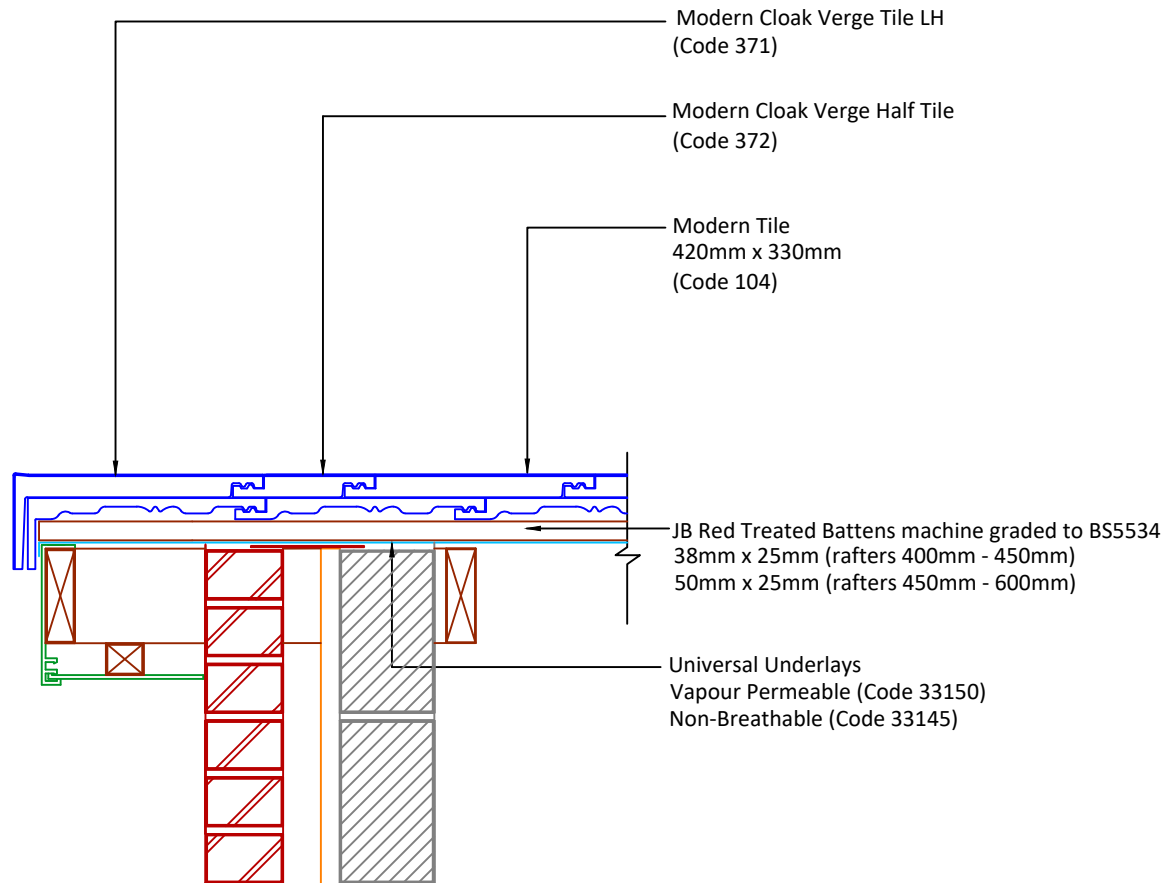 Modern Cloak Verge Tile LH
(Code 371)
Modern Cloak Verge Half Tile
(Code 372)
Modern Tile
420mm x 330mm
(Code 104)
JB Red Treated Battens machine graded to BS5534
38mm x 25mm (rafters 400mm - 450mm)
50mm x 25mm (rafters 450mm - 600mm)
Universal Underlays
Vapour Permeable (Code 33150)
Non-Breathable (Code 33145)